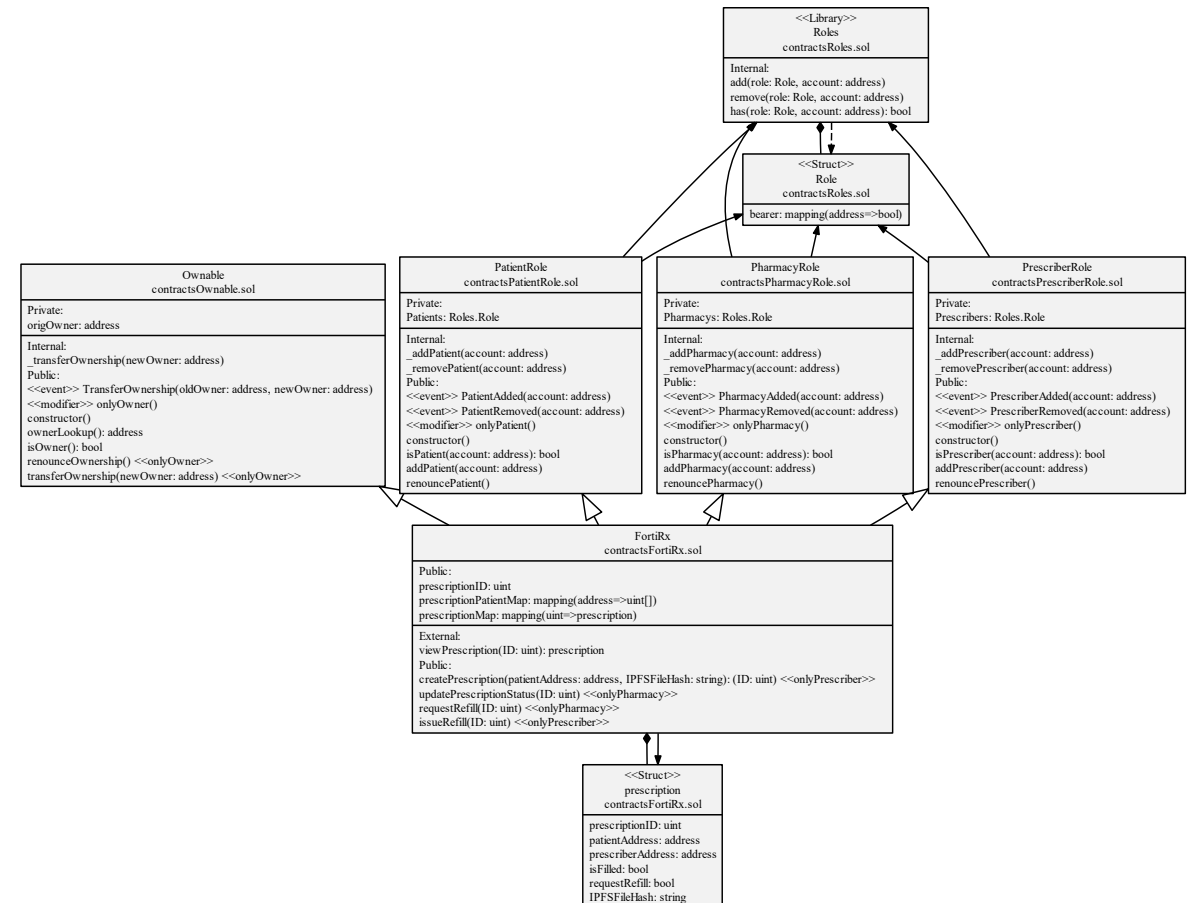 <<Library>>
Roles
contractsRoles.sol
Internal:
add(role: Role, account: address)
remove(role: Role, account: address)
has(role: Role, account: address): bool
<<Struct>>
Role
contractsRoles.sol
bearer: mapping(address=>bool)
Ownable
contractsOwnable.sol
Private:
origOwner: address
Internal:
_transferOwnership(newOwner: address)
Public:
<<event>> TransferOwnership(oldOwner: address, newOwner: address)
<<modifier>> onlyOwner()
constructor()
ownerLookup(): address
isOwner(): bool
renounceOwnership() <<onlyOwner>>
transferOwnership(newOwner: address) <<onlyOwner>>
PatientRole
contractsPatientRole.sol
Private:
Patients: Roles.Role
Internal:
_addPatient(account: address)
_removePatient(account: address)
Public:
<<event>> PatientAdded(account: address)
<<event>> PatientRemoved(account: address)
<<modifier>> onlyPatient()
constructor()
isPatient(account: address): bool
addPatient(account: address)
renouncePatient()
PharmacyRole
contractsPharmacyRole.sol
Private:
Pharmacys: Roles.Role
Internal:
_addPharmacy(account: address)
_removePharmacy(account: address)
Public:
<<event>> PharmacyAdded(account: address)
<<event>> PharmacyRemoved(account: address)
<<modifier>> onlyPharmacy()
constructor()
isPharmacy(account: address): bool
addPharmacy(account: address)
renouncePharmacy()
PrescriberRole
contractsPrescriberRole.sol
Private:
Prescribers: Roles.Role
Internal:
_addPrescriber(account: address)
_removePrescriber(account: address)
Public:
<<event>> PrescriberAdded(account: address)
<<event>> PrescriberRemoved(account: address)
<<modifier>> onlyPrescriber()
constructor()
isPrescriber(account: address): bool
addPrescriber(account: address)
renouncePrescriber()
FortiRx
contractsFortiRx.sol
Public:
prescriptionID: uint
prescriptionPatientMap: mapping(address=>uint[])
prescriptionMap: mapping(uint=>prescription)
External:
viewPrescription(ID: uint): prescription
Public:
createPrescription(patientAddress: address, IPFSFileHash: string): (ID: uint) <<onlyPrescriber>>
updatePrescriptionStatus(ID: uint) <<onlyPharmacy>>
requestRefill(ID: uint) <<onlyPharmacy>>
issueRefill(ID: uint) <<onlyPrescriber>>
<<Struct>>
prescription
contractsFortiRx.sol
prescriptionID: uint
patientAddress: address
prescriberAddress: address
isFilled: bool
requestRefill: bool
IPFSFileHash: string